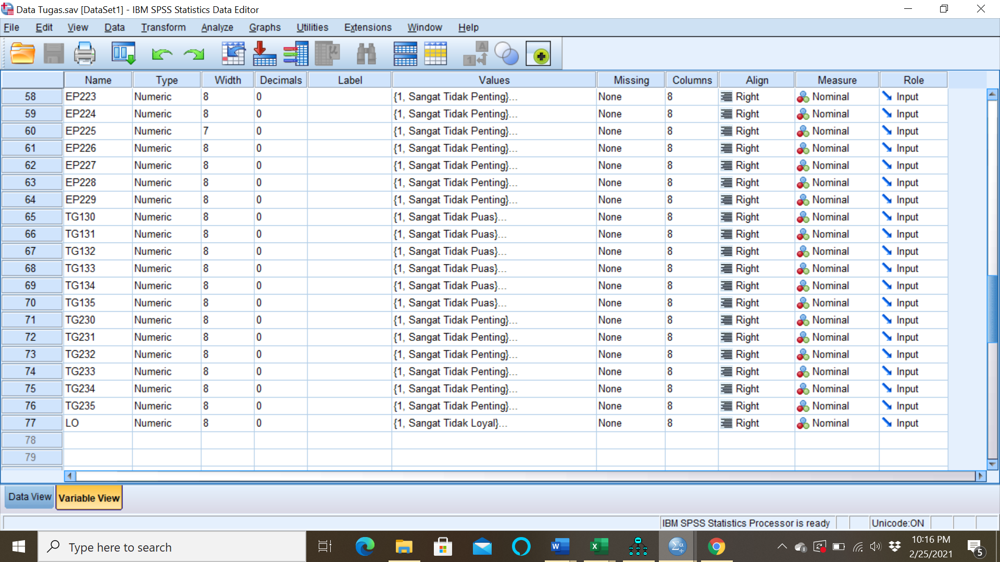 Data Tugas.sav [DataSet1] - IBM SPSS Statistics Data Editor
File Edit View Data Transform Analyze Graphs Utilities Extensions Window Help
Name Type Width Decimals Label Values Missing Columns Align Measure Role
58 EP223 Numeric 8 0 {1, Sangat Tidak Penting}... None 8 Right Nominal Input
59 EP224 Numeric 8 0 {1, Sangat Tidak Penting}... None 8 Right Nominal Input
60 EP225 Numeric 7 0 {1, Sangat Tidak Penting}... None 8 Right Nominal Input
61 EP226 Numeric 8 0 {1, Sangat Tidak Penting}... None 8 Right Nominal Input
62 EP227 Numeric 8 0 {1, Sangat Tidak Penting}... None 8 Right Nominal Input
63 EP228 Numeric 8 0 {1, Sangat Tidak Penting}... None 8 Right Nominal Input
64 EP229 Numeric 8 0 {1, Sangat Tidak Penting}... None 8 Right Nominal Input
65 TG130 Numeric 8 0 {1, Sangat Tidak Puas}... None 8 Right Nominal Input
66 TG131 Numeric 8 0 {1, Sangat Tidak Puas}... None 8 Right Nominal Input
67 TG132 Numeric 8 0 {1, Sangat Tidak Puas}... None 8 Right Nominal Input
68 TG133 Numeric 8 0 {1, Sangat Tidak Puas}... None 8 Right Nominal Input
69 TG134 Numeric 8 0 {1, Sangat Tidak Puas}... None 8 Right Nominal Input
70 TG135 Numeric 8 0 {1, Sangat Tidak Puas}... None 8 Right Nominal Input
71 TG230 Numeric 8 0 {1, Sangat Tidak Penting}... None 8 Right Nominal Input
72 TG231 Numeric 8 0 {1, Sangat Tidak Penting}... None 8 Right Nominal Input
73 TG232 Numeric 8 0 {1, Sangat Tidak Penting}... None 8 Right Nominal Input
74 TG233 Numeric 8 0 {1, Sangat Tidak Penting}... None 8 Right Nominal Input
75 TG234 Numeric 8 0 {1, Sangat Tidak Penting}... None 8 Right Nominal Input
76 TG235 Numeric 8 0 {1, Sangat Tidak Penting}... None 8 Right Nominal Input
77 LO Numeric 8 0 {1, Sangat Tidak Loyal}... None 8 Right Nominal Input
78
79
Data View Variable View
IBM SPSS Statistics Processor is ready Unicode:ON
Type here to search
10:16 PM
2/25/2021
5